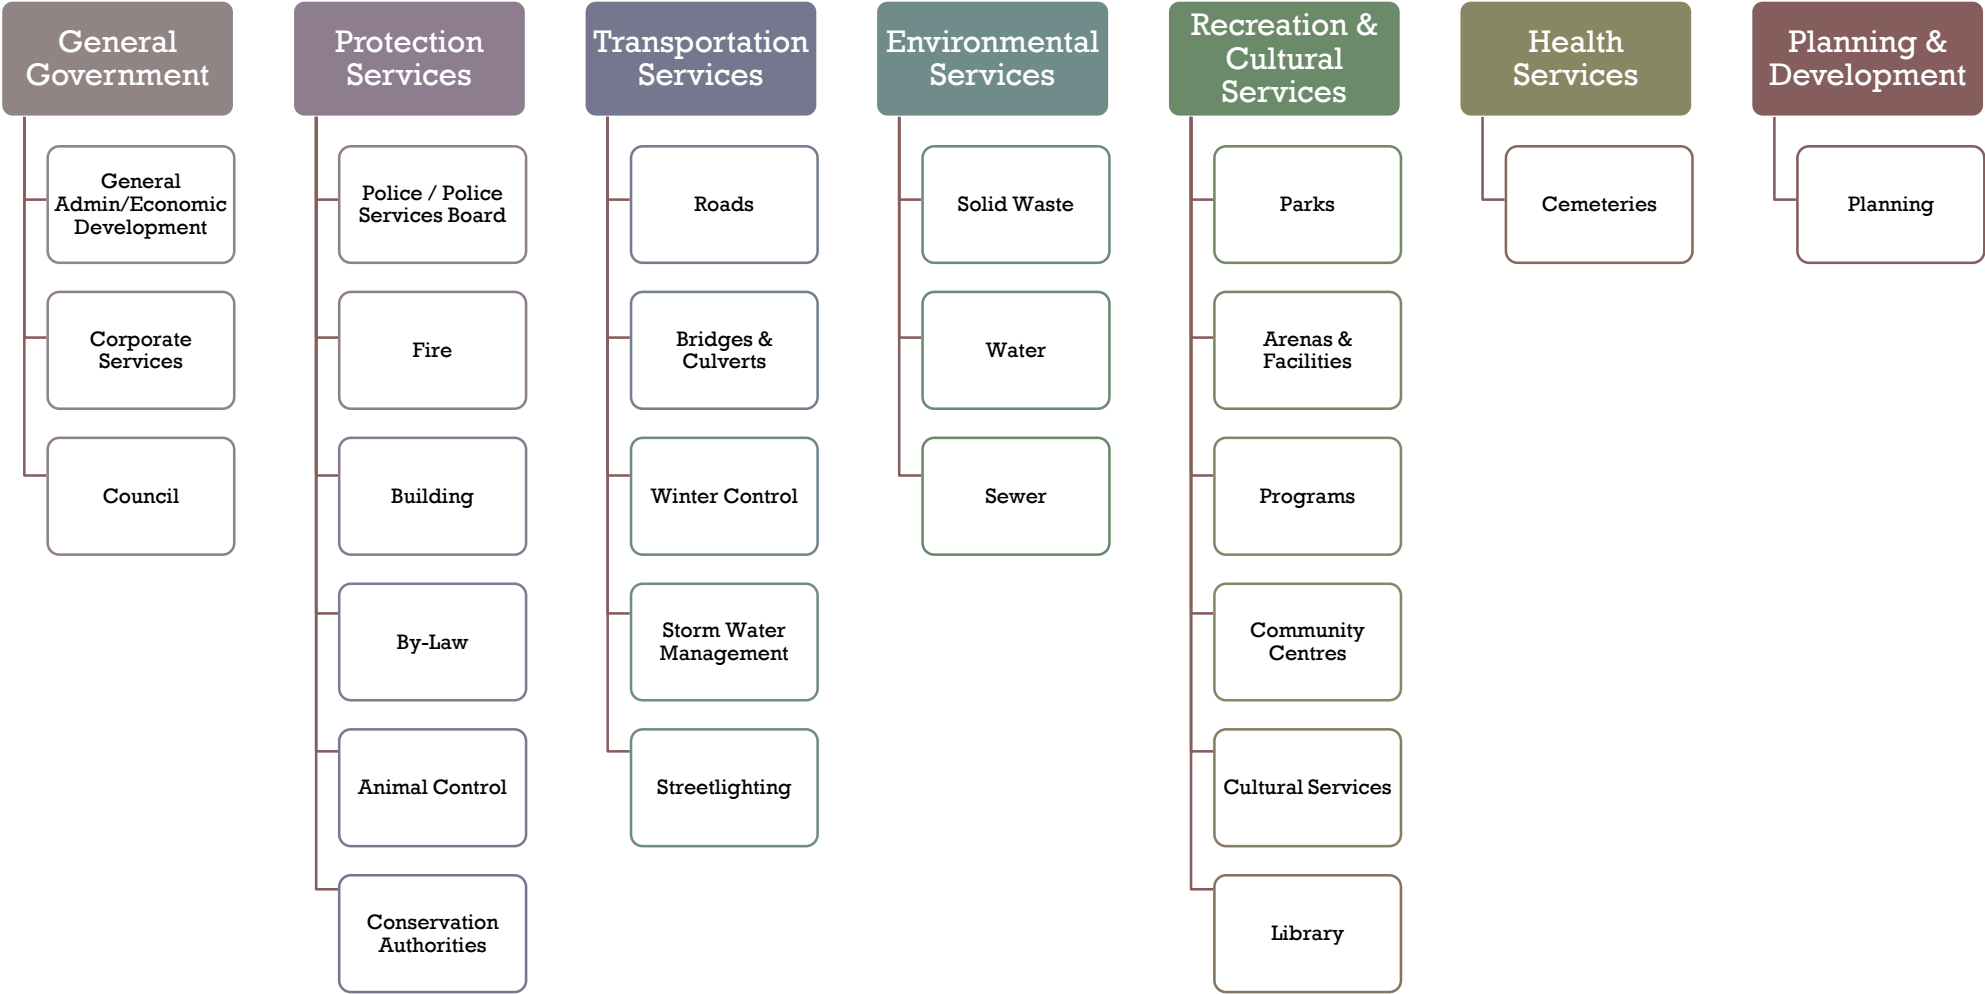 General
Government
General
Admin/Economic
Development
Corporate
Services
Council
Protection
Services
Police / Police
Services Board
Fire
Building
By-Law
Animal Control
Conservation
Authorities
Transportation
Services
Roads
Bridges &
Culverts
Winter Control
Storm Water
Management
Streetlighting
Environmental
Services
Solid Waste
Water
Sewer
Recreation &
Cultural
Services
Parks
Arenas &
Facilities
Programs
Community
Centres
Cultural Services
Library
Health
Services
Cemeteries
Planning &
Development
Planning